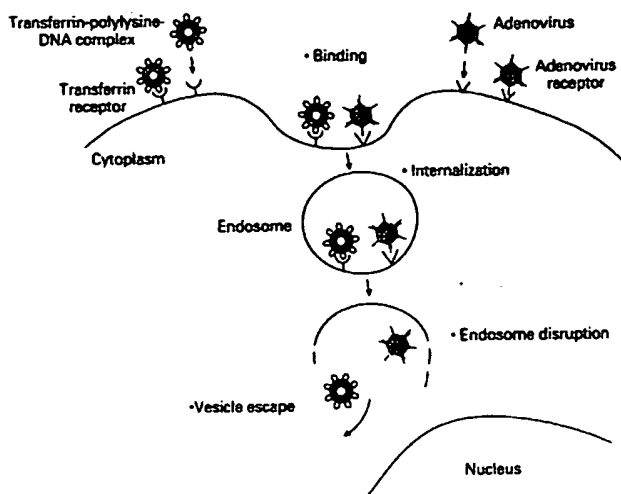 Transferrin-polylysine-
DNA complex
Adenovirus
• Binding
Transferrin
receptor
Adenovirus
receptor
Cytoplasm
• Internalization
Endosome
• Endosome disruption
•Vesicle escape
Nucleus